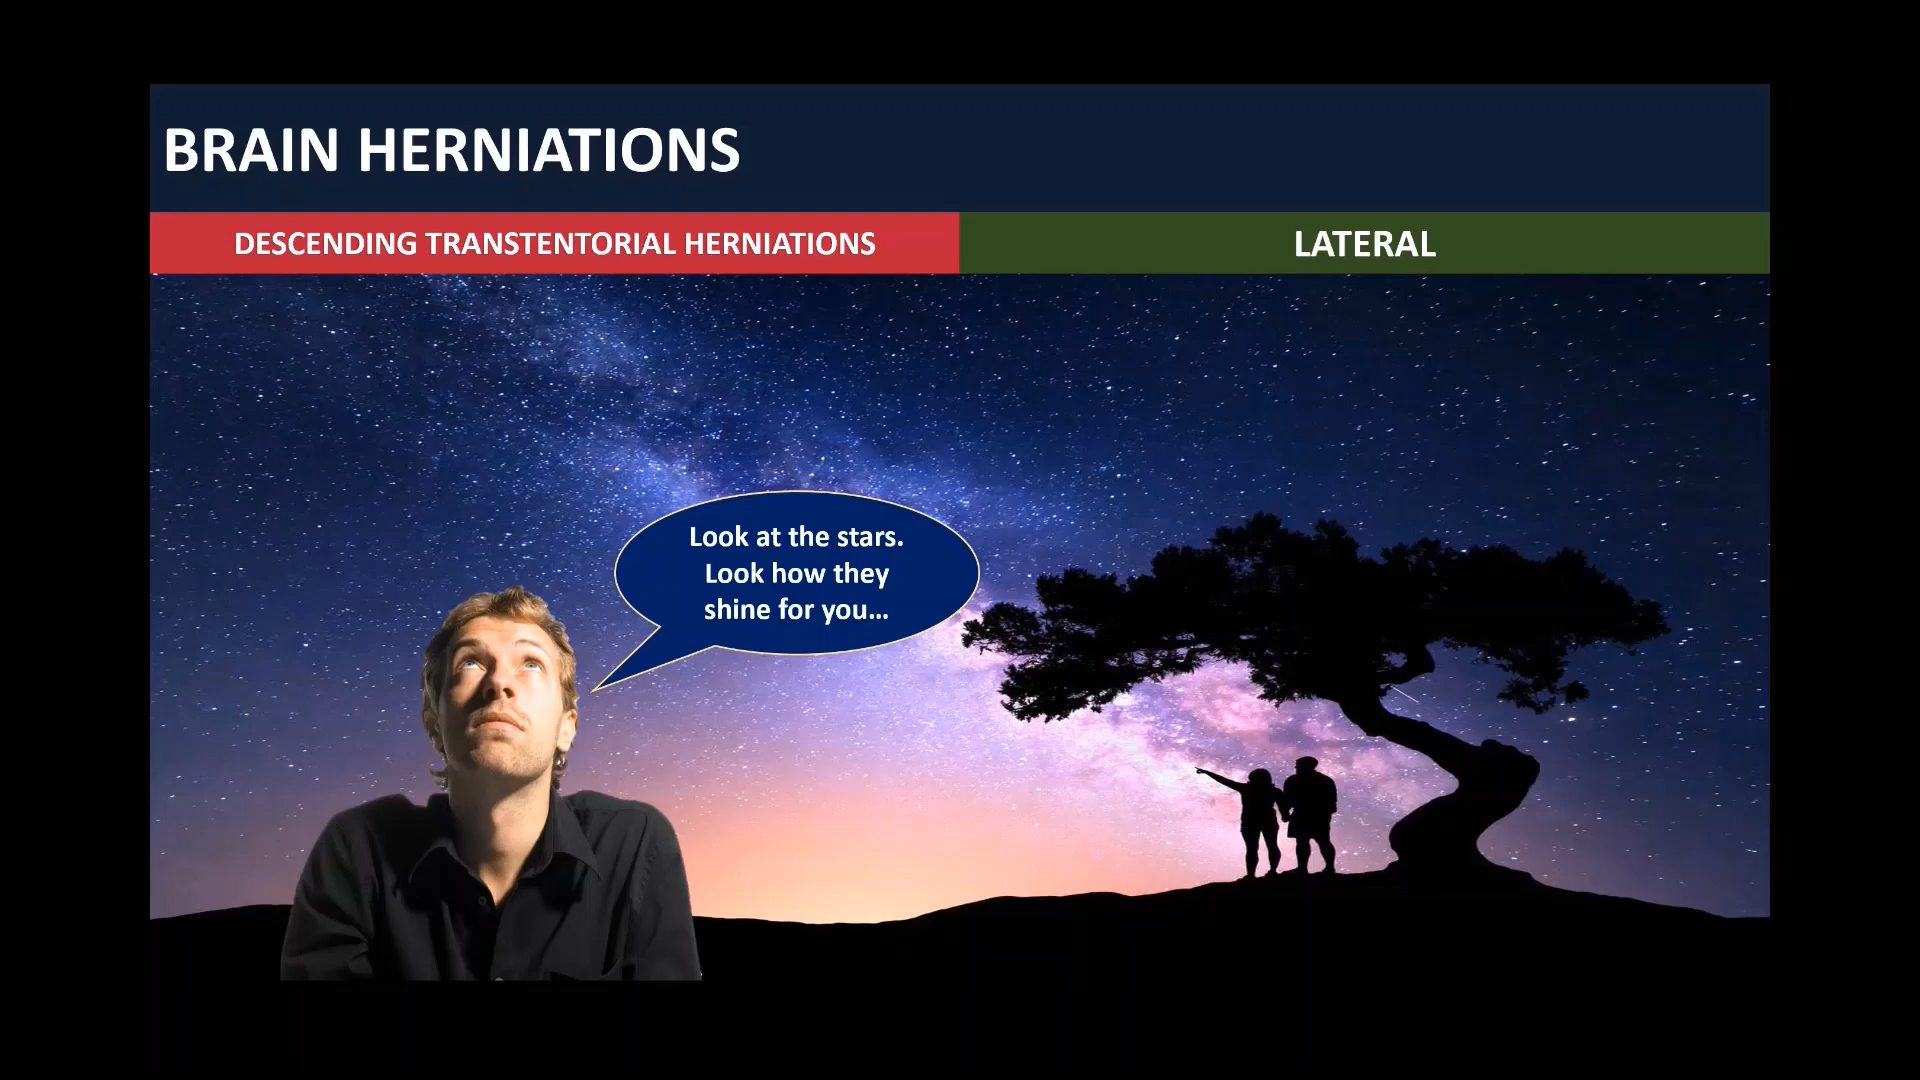 BRAIN HERNIATIONS
DESCENDING TRANSTENTORIAL HERNIATIONS
LATERAL
Look at the stars.
Look how they
shine for you...